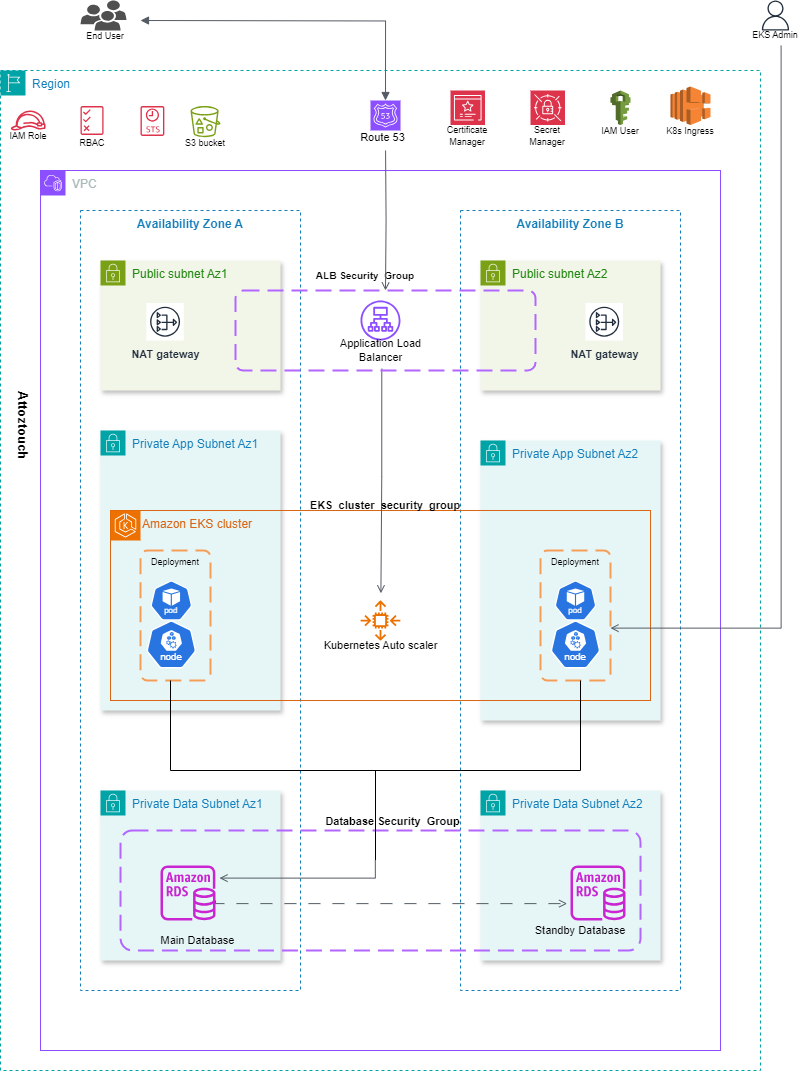 End User
EKS Admin
Region
IAM Role
RBAC
STS
S3 bucket
53
Route 53
Certificate
Manager
Secret
Manager
IAM User
K8s Ingress
VPC
Availability Zone A
Availability Zone B
Public subnet Az1
ALB Security Group
Public subnet Az2
NAT gateway
Application Load
Balancer
NAT gateway
Attoztouch
Private App Subnet Az1
Private App Subnet Az2
EKS cluster security group
Amazon EKS cluster
Deployment
Deployment
pod
pod
node
node
Kubernetes Auto scaler
Private Data Subnet Az1
Private Data Subnet Az2
Database Security Group
Amazon
RDS
Amazon
RDS
Main Database
Standby Database